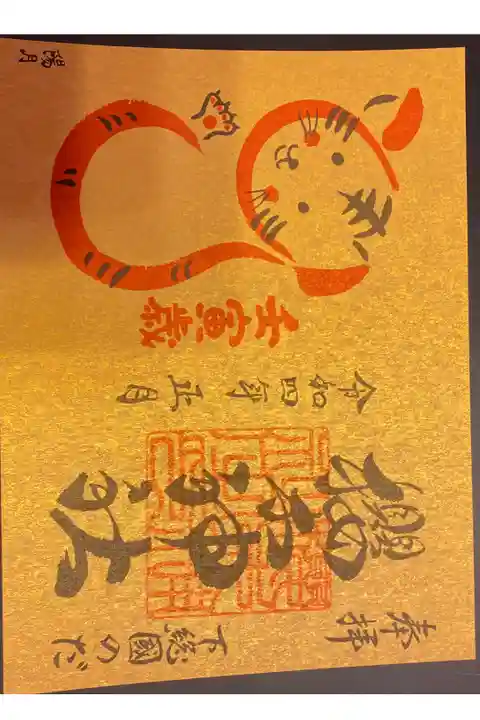 奉拝 下総國のだ
櫻木神社
令和四年正月
壬寅歳